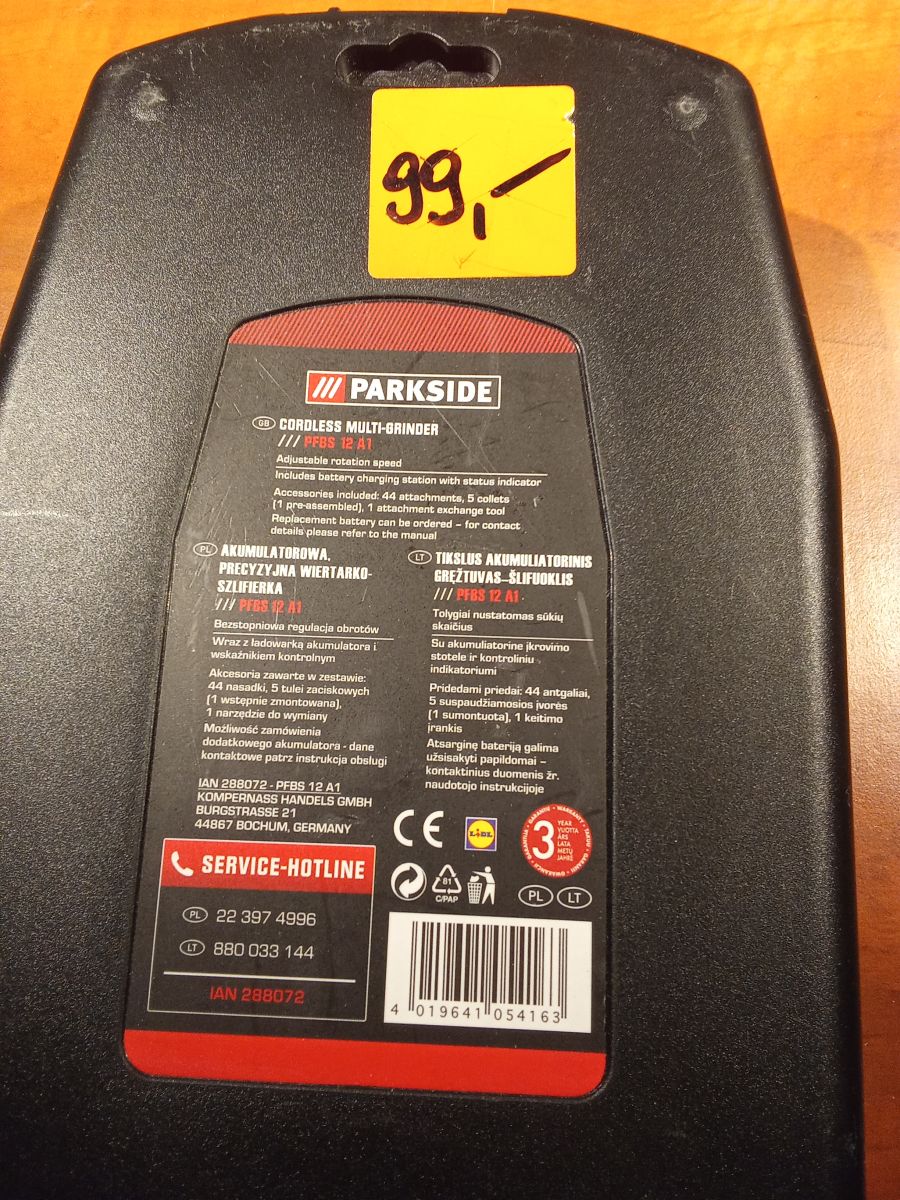 99,-
/// PARKSIDE
GB CORDLESS MULTI-GRINDER
/// PFBS 12 A1
Adjustable rotation speed
Includes battery charging station with status indicator
Accessories included: 44 attachments, 5 collets
(1 pre-assembled), 1 attachment exchange tool
Replacement battery can be ordered – for contact
details please refer to the manual
PL AKUMULATOROWA,
PRECYZYJNA WIERTARKO-
SZLIFIERKA
/// PFBS 12 A1
Bezstopniowa regulacja obrotów
Wraz z ładowarką akumulatora i
wskaźnikiem kontrolnym
Akcesoria zawarte w zestawie:
44 nasadki, 5 tulei zaciskowych
(1 wstępnie zmontowana),
1 narzędzie do wymiany
Możliwość zamówienia
dodatkowego akumulatora - dane
kontaktowe patrz instrukcja obsługi
LT TIKSLUS AKUMULIATORINIS
GRĘŽTUVAS–ŠLIFUOKLIS
/// PFBS 12 A1
Tolygiai nustatomas sūkių
skaičius
Su akumuliatorine įkrovimo
stotele ir kontroliniu
indikatoriumi
Pridedami priedai: 44 antgaliai,
5 suspaudžiamosios įvorės
(1 sumontuota), 1 keitimo
įrankis
Atsarginę bateriją galima
užsisakyti papildomai –
kontaktinius duomenis žr.
naudotojo instrukcijoje
IAN 288072 - PFBS 12 A1
KOMPERNASS HANDELS GMBH
BURGSTRASSE 21
44867 BOCHUM, GERMANY
SERVICE-HOTLINE
PL 22 397 4996
LT 880 033 144
IAN 288072
CE
LIDL
3
YEAR
VUOTTA
ÅRS
LATA
METŲ
JAHRE
81
C/PAP
PL LT
4 019641 054163